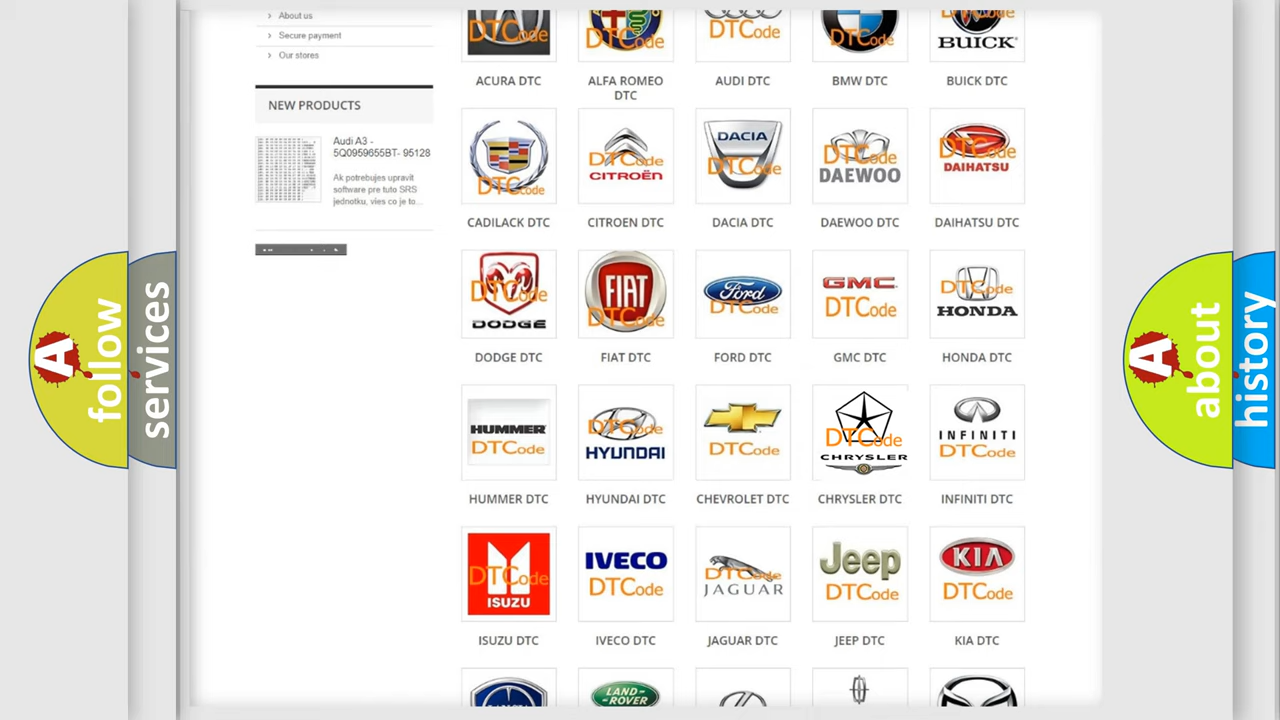 About us
Secure payment
Our stores
NEW PRODUCTS
Audi A3 -
5Q0959655BT- 95128
Ak potrebujes upravit
software pre tuto SRS
jednotku, vies co je to...
DTCode
DTCode
DTCode
DTCode
BUICK
ACURA DTC
ALFA ROMEO
DTC
AUDI DTC
BMW DTC
BUICK DTC
DTCode
DTCode
CITROËN
DACIA
DTCode
DTCode
DAEWOO
DTCode
DAIHATSU
CADILACK DTC
CITROEN DTC
DACIA DTC
DAEWOO DTC
DAIHATSU DTC
DTCode
DODGE
FIAT
DTCode
Ford
DTCode
GMC
DTCode
DTCode
HONDA
DODGE DTC
FIAT DTC
FORD DTC
GMC DTC
HONDA DTC
HUMMER
DTCode
DTCode
HYUNDAI
DTCode
DTCode
CHRYSLER
INFINITI
DTCode
HUMMER DTC
HYUNDAI DTC
CHEVROLET DTC
CHRYSLER DTC
INFINITI DTC
DTCode
ISUZU
IVECO
DTCode
DTCode
JAGUAR
Jeep
DTCode
KIA
DTCode
ISUZU DTC
IVECO DTC
JAGUAR DTC
JEEP DTC
KIA DTC
LAND-
ROVER
A follow
services
A about
history